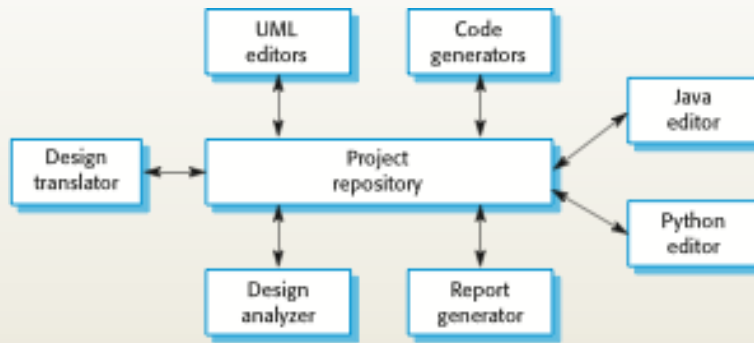 UML
editors
Code
generators
Java
editor
Design
translator
Project
repository
Python
editor
Design
analyzer
Report
generator